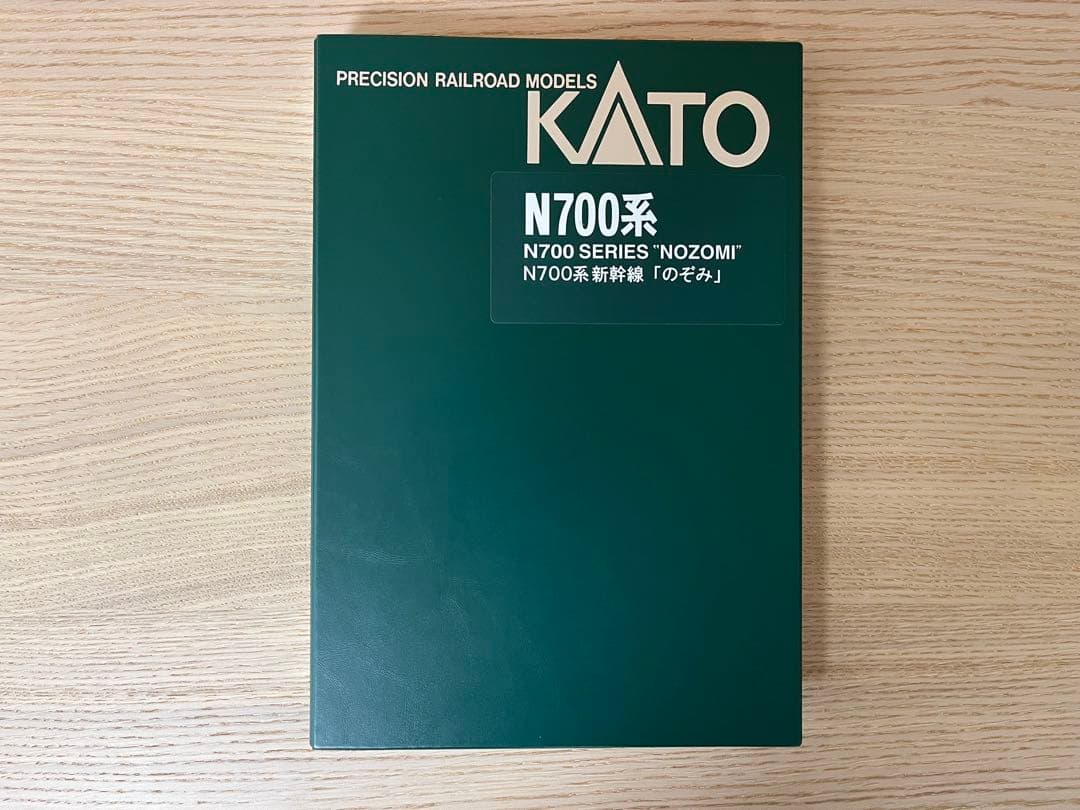 PRECISION RAILROAD MODELS
KATO
N700系
N700 SERIES "NOZOMI"
N700系新幹線「のぞみ」